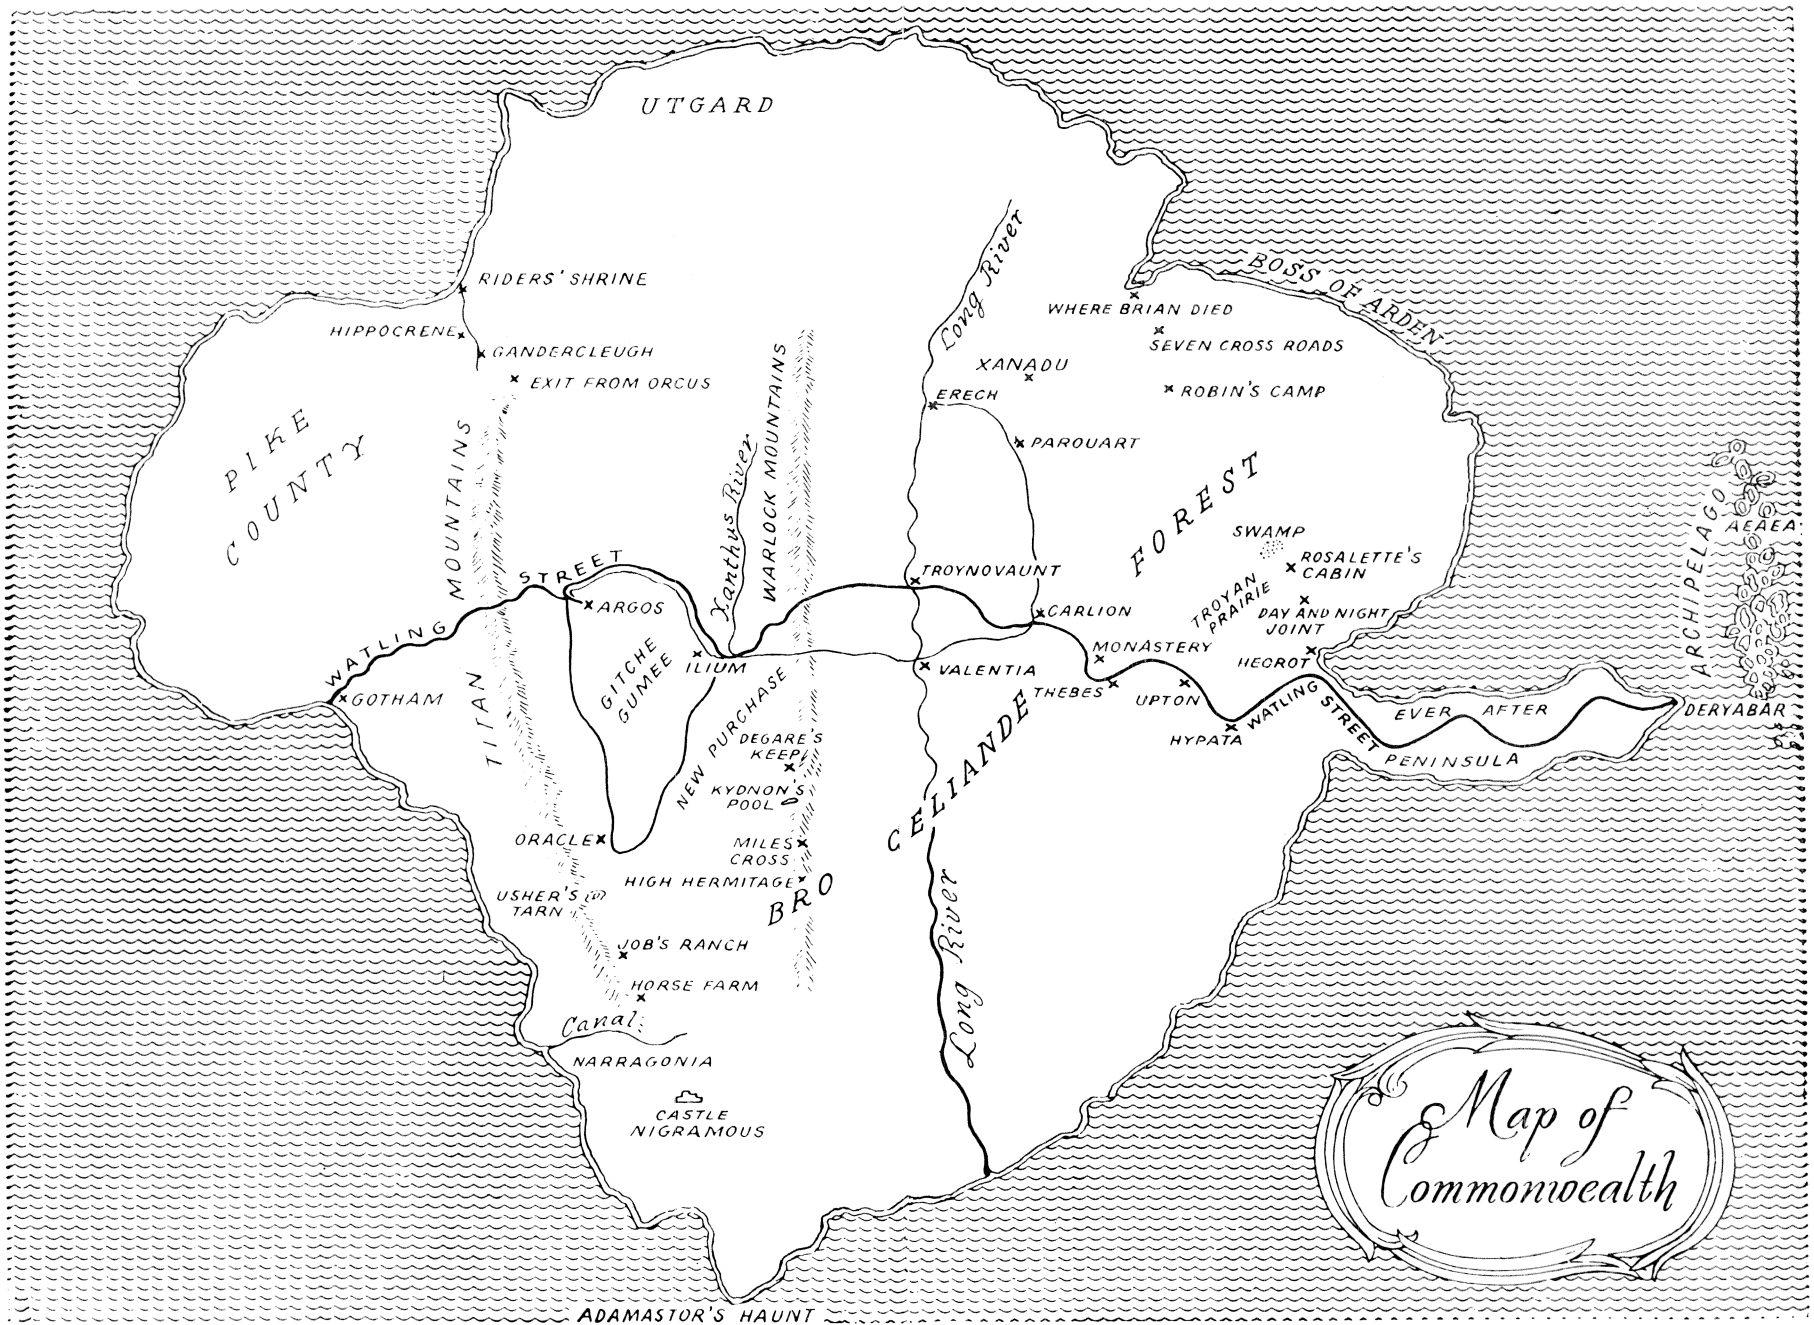 UTGARD
BOSS OF ARDEN
RIDERS' SHRINE
Long River
WHERE BRIAN DIED
HIPPOCRENE
SEVEN CROSS ROADS
GANDERCLEUGH
XANADU
EXIT FROM ORCUS
ROBIN'S CAMP
ERECH
PIKE
COUNTY
PAROUART
TITAN MOUNTAINS
Xanthus River
WARLOCK MOUNTAINS
FOREST
ARCHIPELAGO
AEAEA
SWAMP
ROSALETTE'S
CABIN
TROYNOVAUNT
WATLING STREET
ARGOS
TROYAN
PRAIRIE
DAY AND NIGHT
JOINT
CARLION
MONASTERY
HEOROT
GITCHE
GUMEE
ILIUM
VALENTIA
THEBES
UPTON
GOTHAM
WATLING STREET
EVER AFTER
DERYABAR
HYPATA
PENINSULA
NEW PURCHASE
DEGARE'S
KEEP
KYDNON'S
POOL
BROCELIANDE
ORACLE
MILES
CROSS
HIGH HERMITAGE
USHER'S
TARN
Long River
JOB'S RANCH
HORSE FARM
Canal
NARRAGONIA
CASTLE
NIGRAMOUS
Map of
Commonwealth
ADAMASTOR'S HAUNT